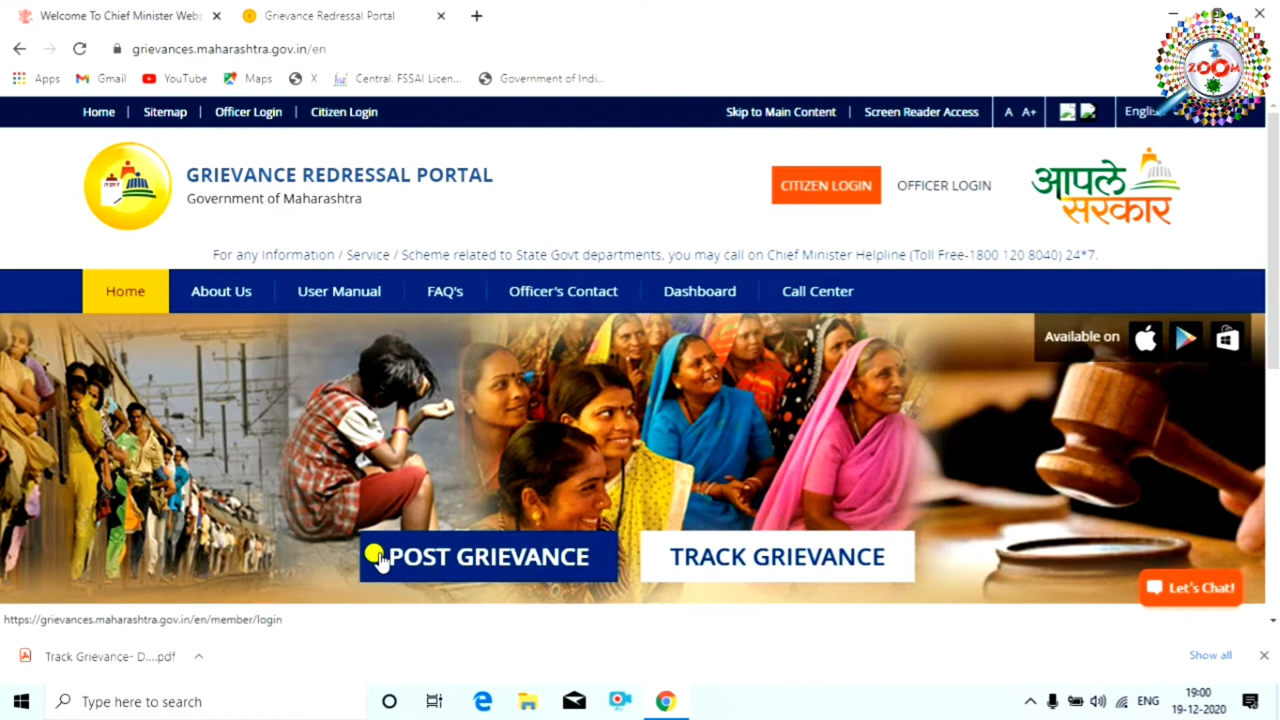 Welcome To Chief Minister Web
Grievance Redressal Portal
grievances.maharashtra.gov.in/en
Apps
Gmail
YouTube
Maps
X
Central. FSSAI Licen...
Government of Indi...
ZOOM
Home
Sitemap
Officer Login
Citizen Login
Skip to Main Content
Screen Reader Access
A
A+
English
GRIEVANCE REDRESSAL PORTAL
Government of Maharashtra
CITIZEN LOGIN
OFFICER LOGIN
आपले
सरकार
For any Information / Service / Scheme related to State Govt departments, you may call on Chief Minister Helpline (Toll Free-1800 120 8040) 24*7.
Home
About Us
User Manual
FAQ's
Officer's Contact
Dashboard
Call Center
Available on
POST GRIEVANCE
TRACK GRIEVANCE
Let's Chat!
https://grievances.maharashtra.gov.in/en/member/login
Track Grievance- D....pdf
Show all
Type here to search
ENG
19:00
19-12-2020